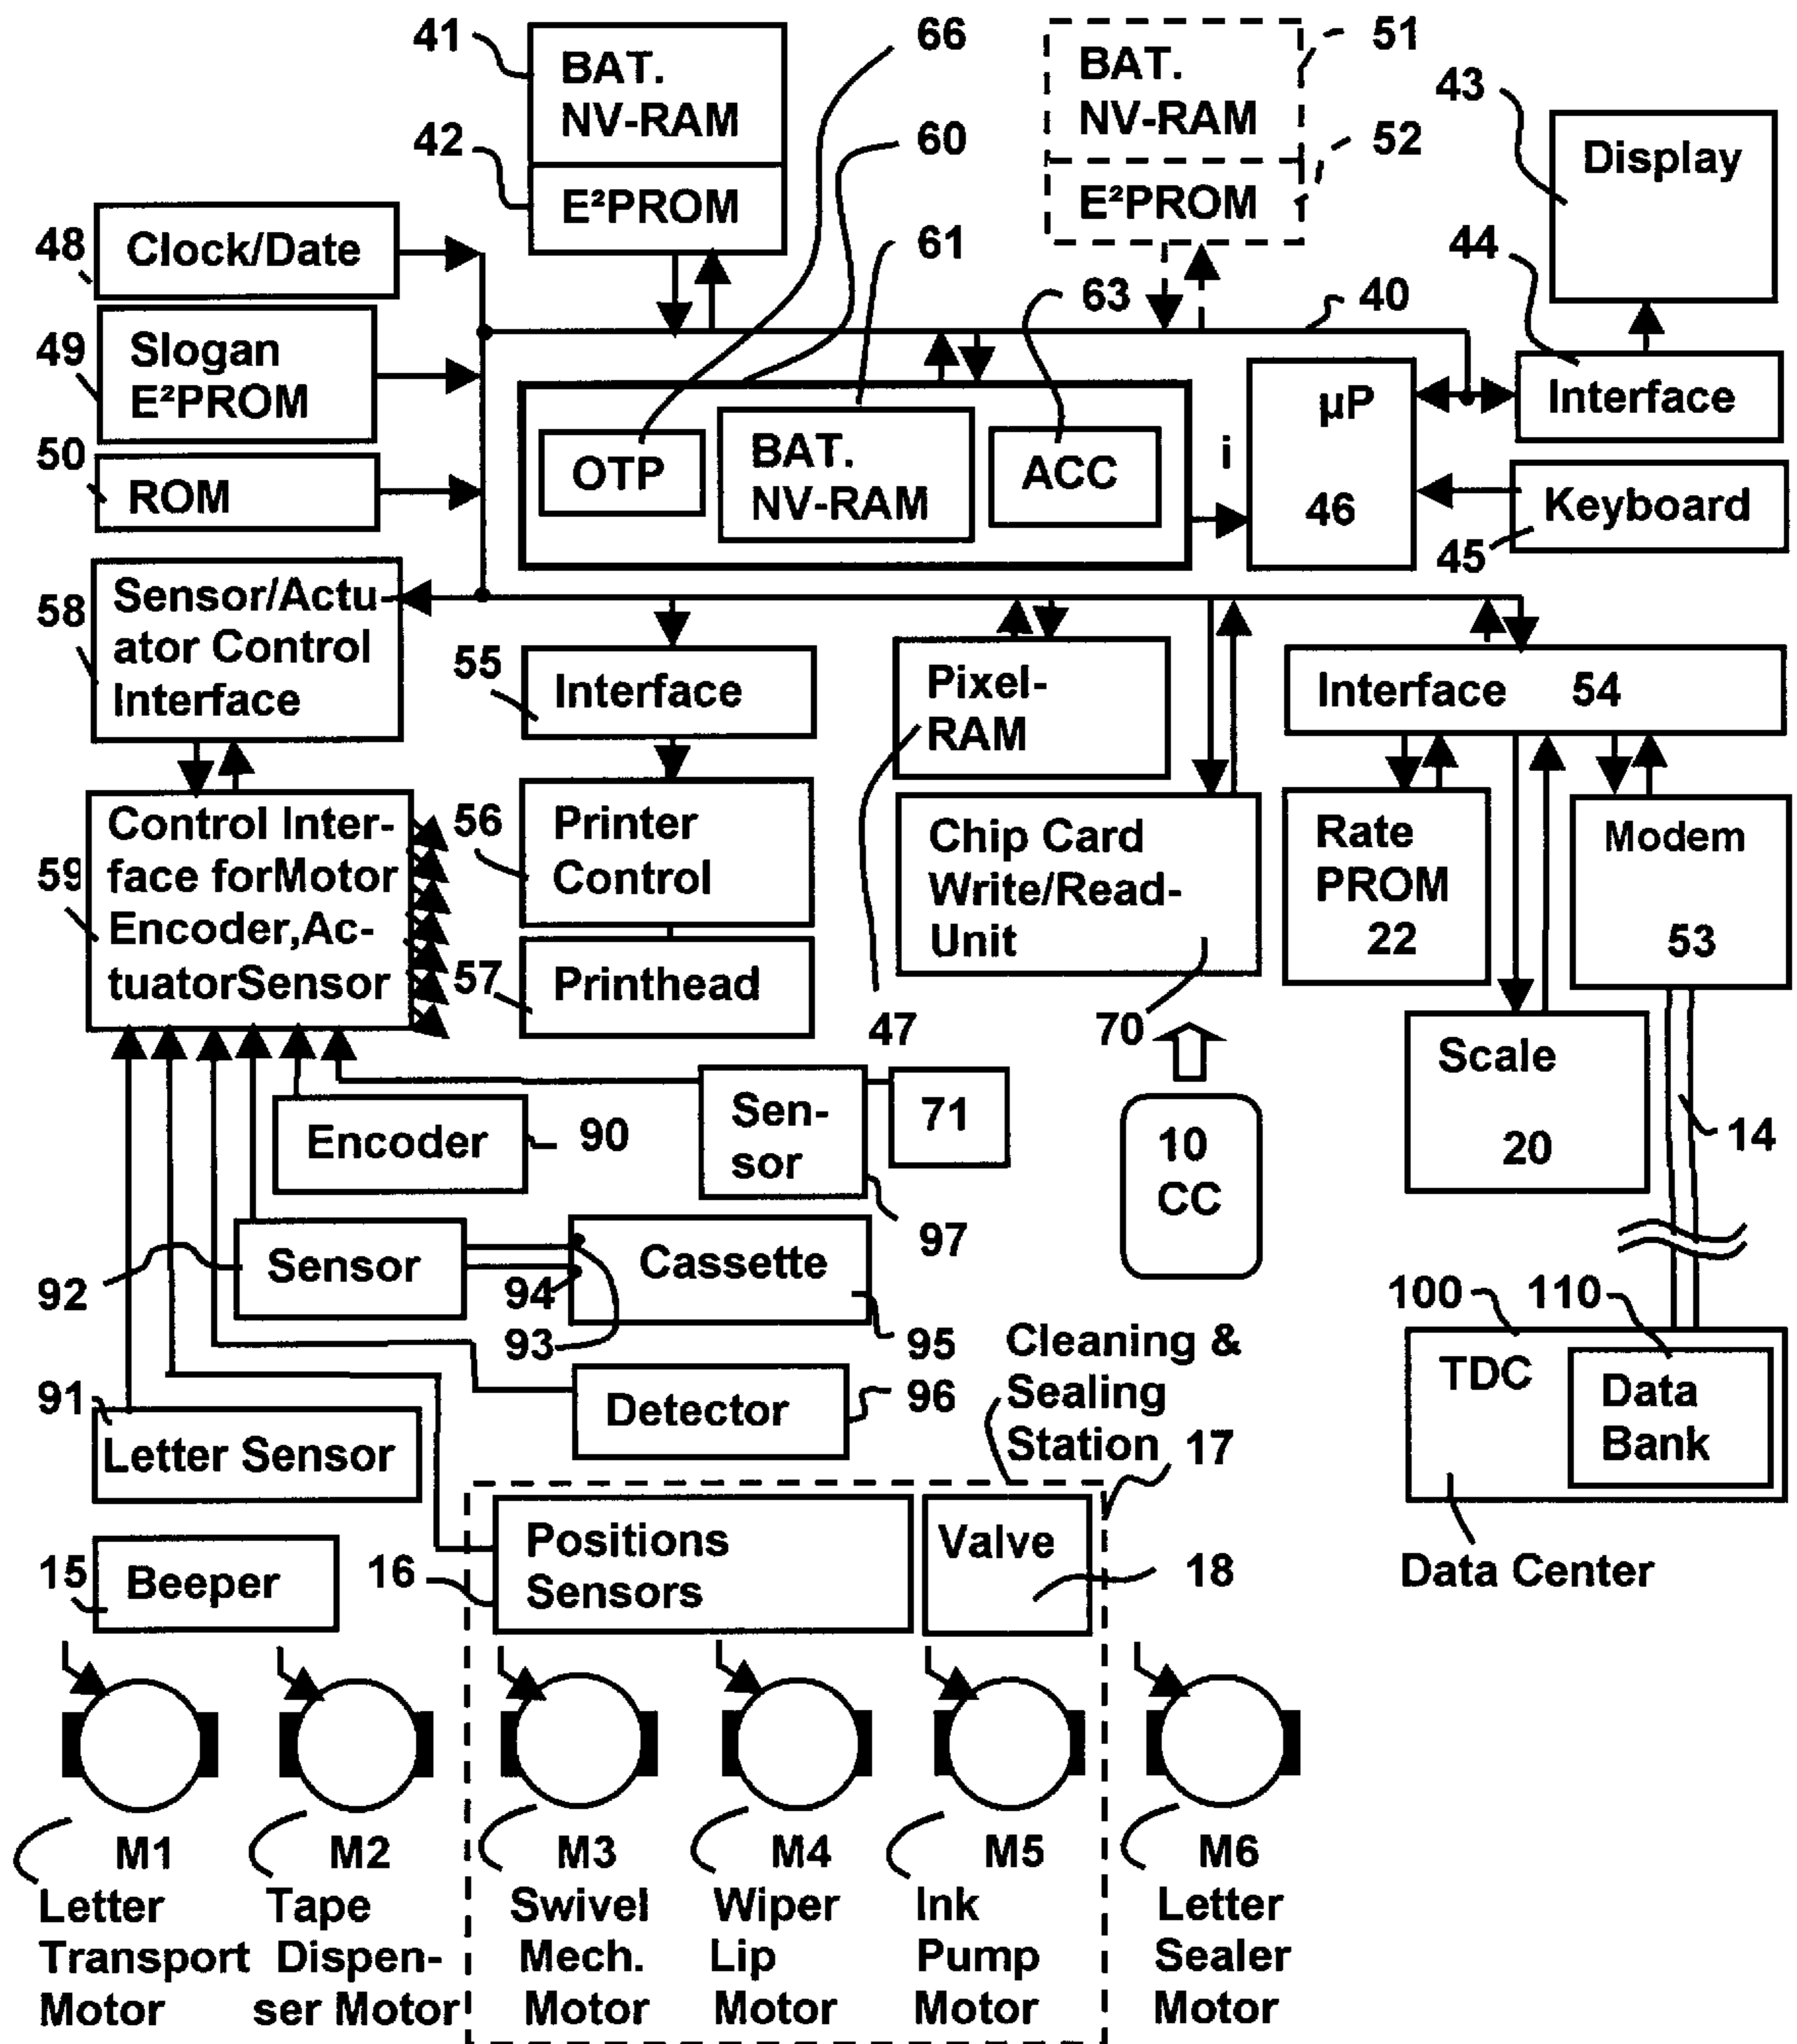 41
BAT.
NV-RAM
42
E²PROM
66
60
61
63
51
BAT.
NV-RAM
52
E²PROM
40
43
Display
44
Interface
48
Clock/Date
49
Slogan
E²PROM
50
ROM
OTP
BAT.
NV-RAM
ACC
i
µP
46
Keyboard
45
58
Sensor/Actu-
ator Control
Interface
55
Interface
Pixel-
RAM
Interface 54
59
Control Inter-
face forMotor
Encoder,Ac-
tuatorSensor
56
Printer
Control
57
Printhead
47
Chip Card
Write/Read-
Unit
70
Rate
PROM
22
Modem
53
Scale
20
14
Encoder
90
Sen-
sor
71
97
10
CC
92
Sensor
94
93
Cassette
95
91
Letter Sensor
Detector
96
Cleaning &
Sealing
Station 17
100
110
TDC
Data
Bank
Data Center
15
Beeper
16
Positions
Sensors
Valve
18
M1
Letter
Transport
Motor
M2
Tape
Dispen-
ser Motor
M3
Swivel
Mech.
Motor
M4
Wiper
Lip
Motor
M5
Ink
Pump
Motor
M6
Letter
Sealer
Motor